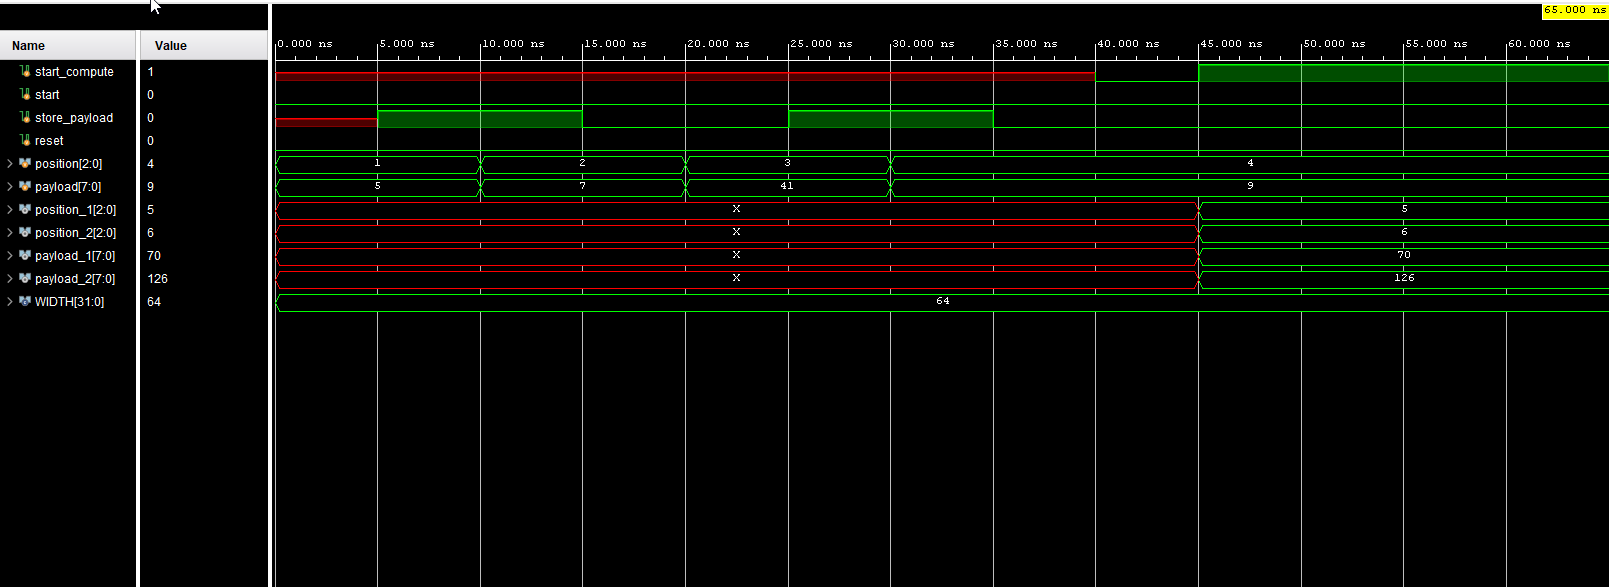 65.000 ns
Name Value 0.000 ns 5.000 ns 10.000 ns 15.000 ns 20.000 ns 25.000 ns 30.000 ns 35.000 ns 40.000 ns 45.000 ns 50.000 ns 55.000 ns 60.000 ns
start_compute 1
start 0
store_payload 0
reset 0
position[2:0] 4 1 2 3 4
payload[7:0] 9 5 7 41 9
position_1[2:0] 5 X 5
position_2[2:0] 6 X 6
payload_1[7:0] 70 X 70
payload_2[7:0] 126 X 126
WIDTH[31:0] 64 64